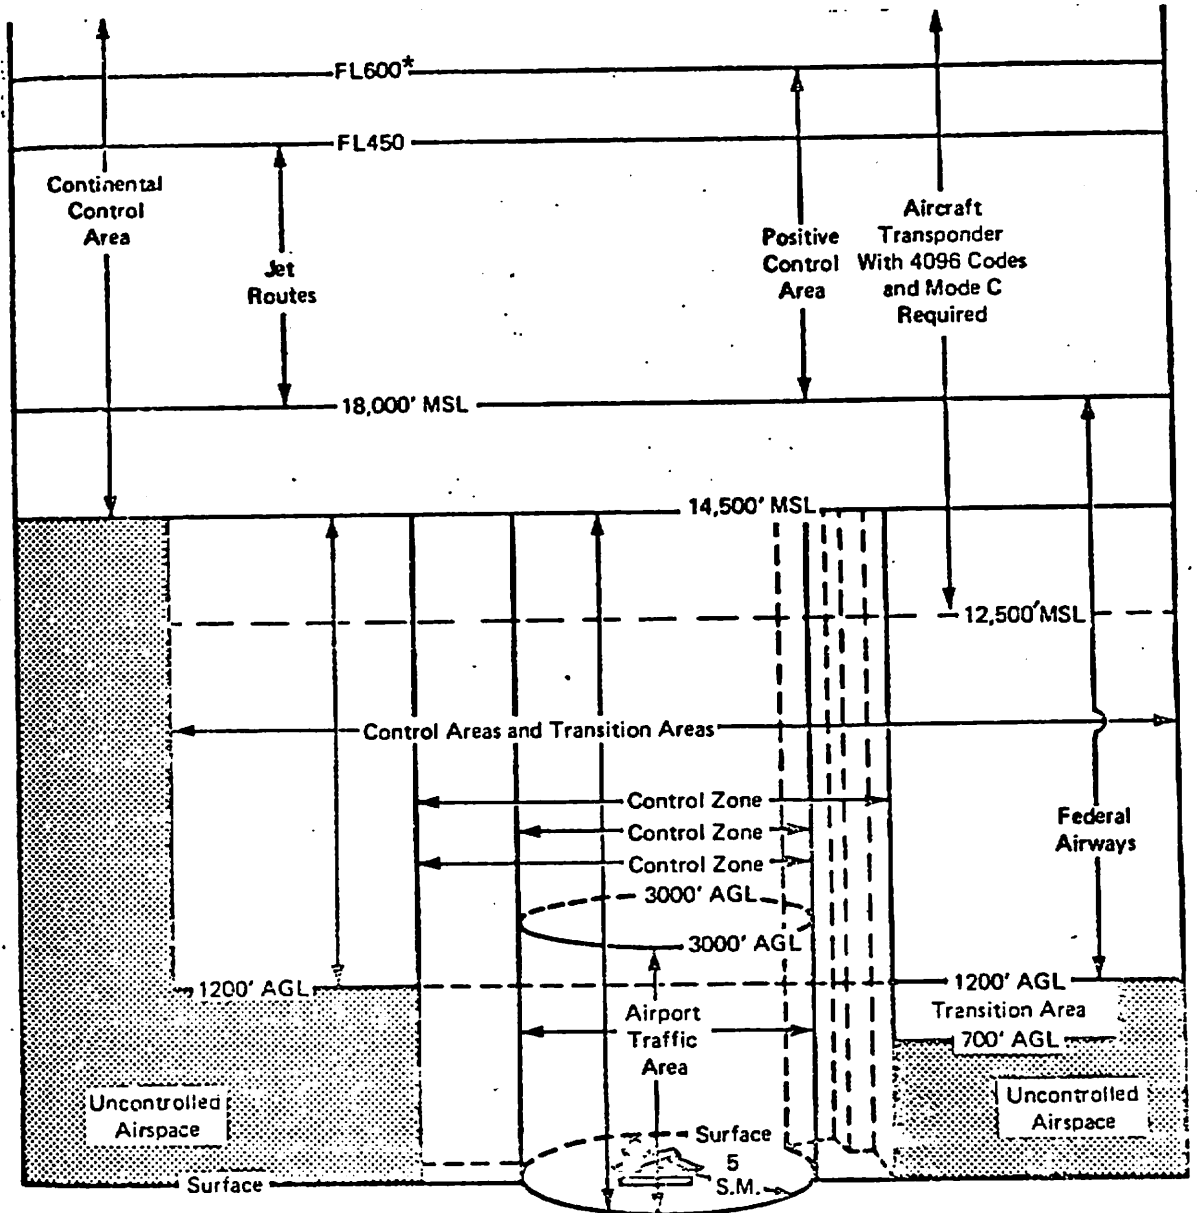 FL600*
FL450
Continental
Control
Area
Jet
Routes
Positive
Control
Area
Aircraft
Transponder
With 4096 Codes
and Mode C
Required
18,000' MSL
14,500' MSL
12,500' MSL
Control Areas and Transition Areas
Control Zone
Control Zone
Control Zone
Federal
Airways
3000' AGL
3000' AGL
1200' AGL
1200' AGL
Transition Area
700' AGL
Airport
Traffic
Area
Uncontrolled
Airspace
Uncontrolled
Airspace
Surface
5
S.M.
Surface